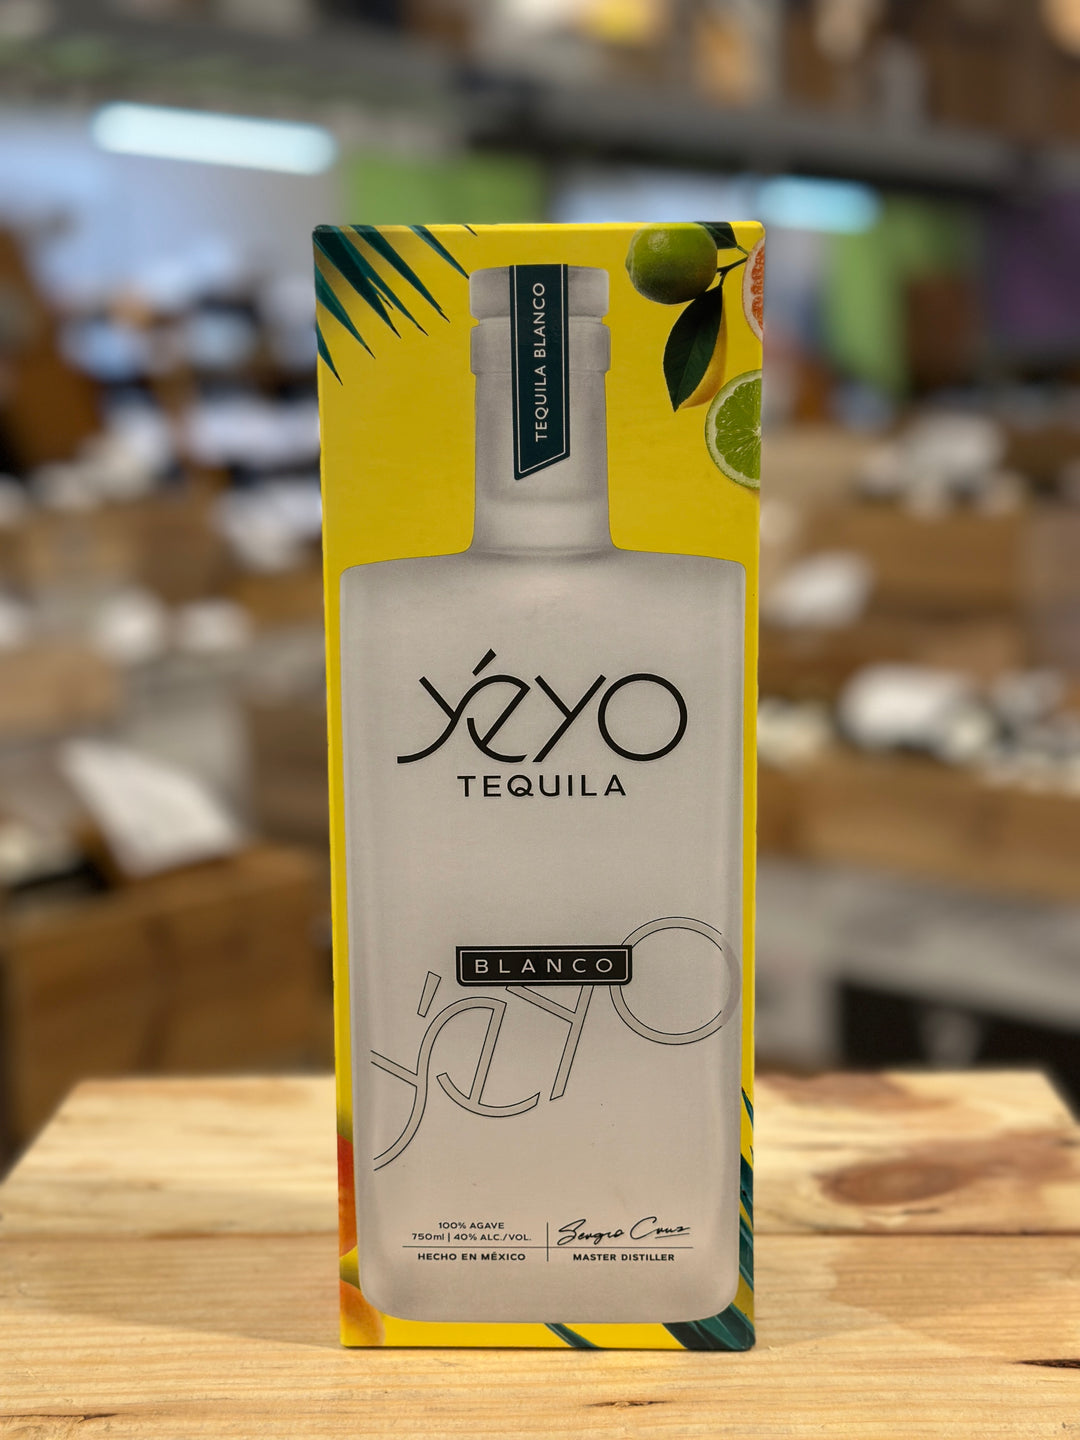 TEQUILA BLANCO
yéyo
TEQUILA
BLANCO
yéyo
100% AGAVE
750ml | 40% ALC./VOL.
HECHO EN MÉXICO
Sergio Cruz
MASTER DISTILLER